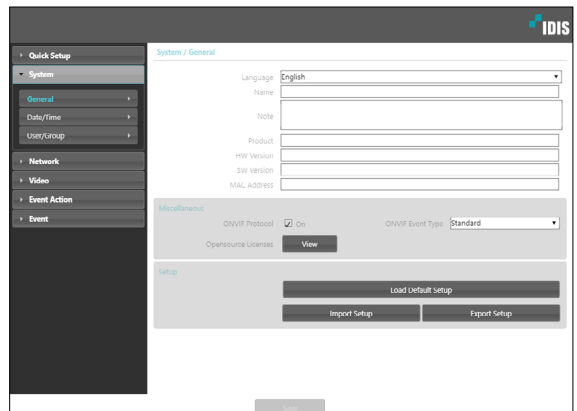 IDIS
Quick Setup
System
General
Date/Time
User/Group
Network
Video
Event Action
Event
System / General
Language English
Name
Note
Product
HW Version
SW Version
MAC Address
Miscellaneous
ONVIF Protocol On ONVIF Event Type Standard
Opensource Licenses View
Setup
Load Default Setup
Import Setup Export Setup